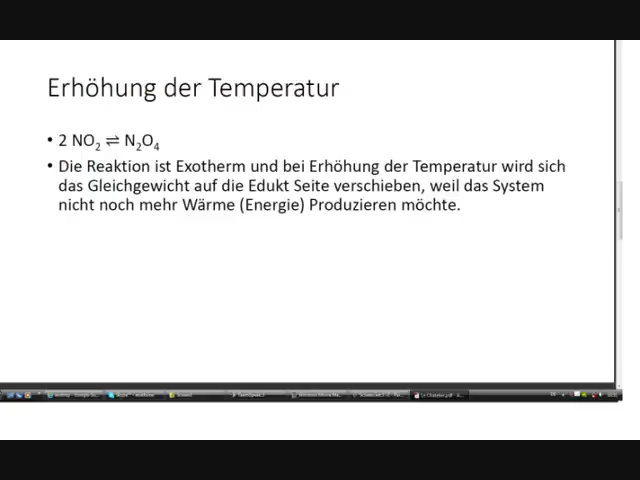 Erhöhung der Temperatur
• 2 NO₂ ⇌ N₂O₄
• Die Reaktion ist Exotherm und bei Erhöhung der Temperatur wird sich
das Gleichgewicht auf die Edukt Seite verschieben, weil das System
nicht noch mehr Wärme (Energie) Produzieren möchte.